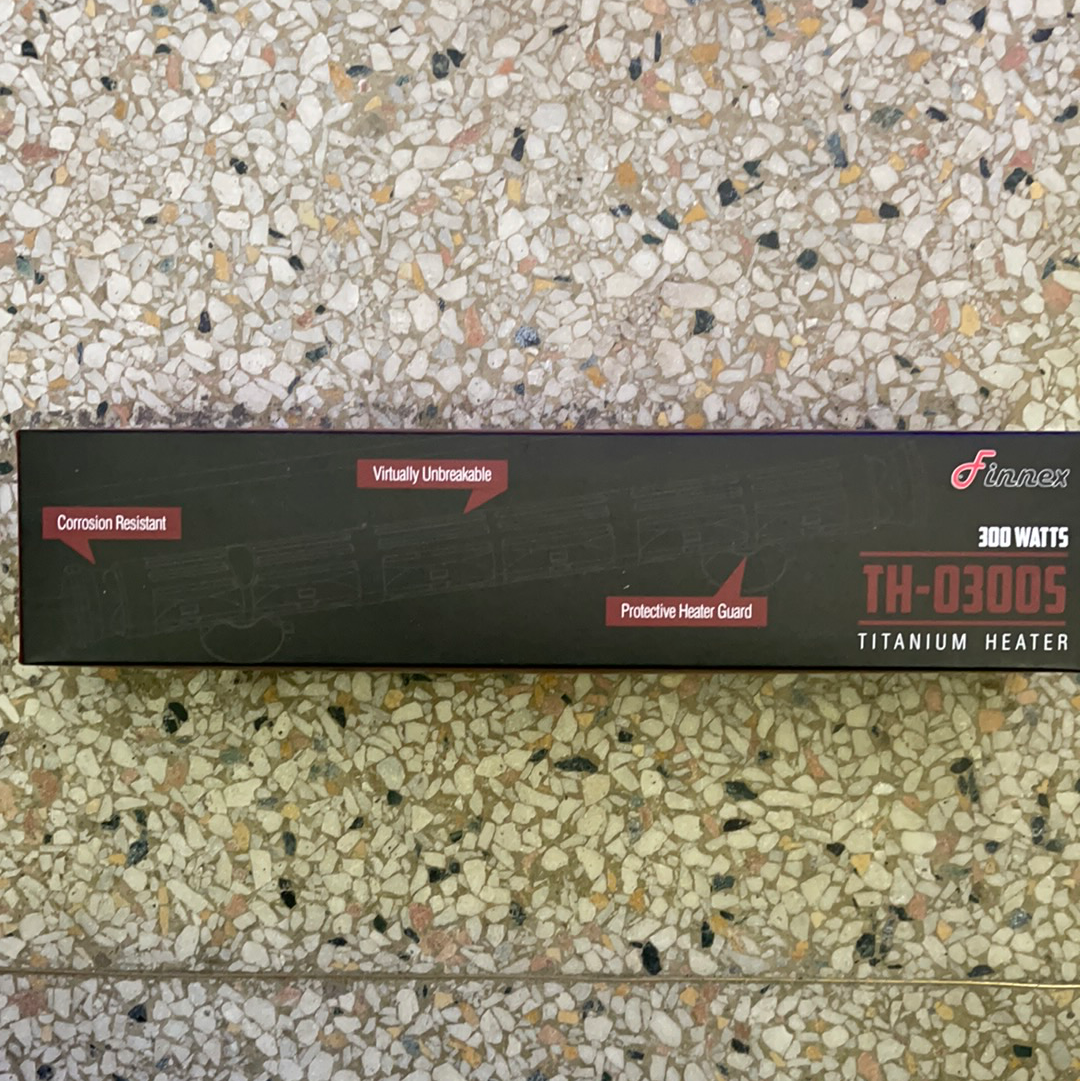 Virtually Unbreakable
Finnex
Corrosion Resistant
300 WATTS
TH-0300S
Protective Heater Guard
TITANIUM HEATER